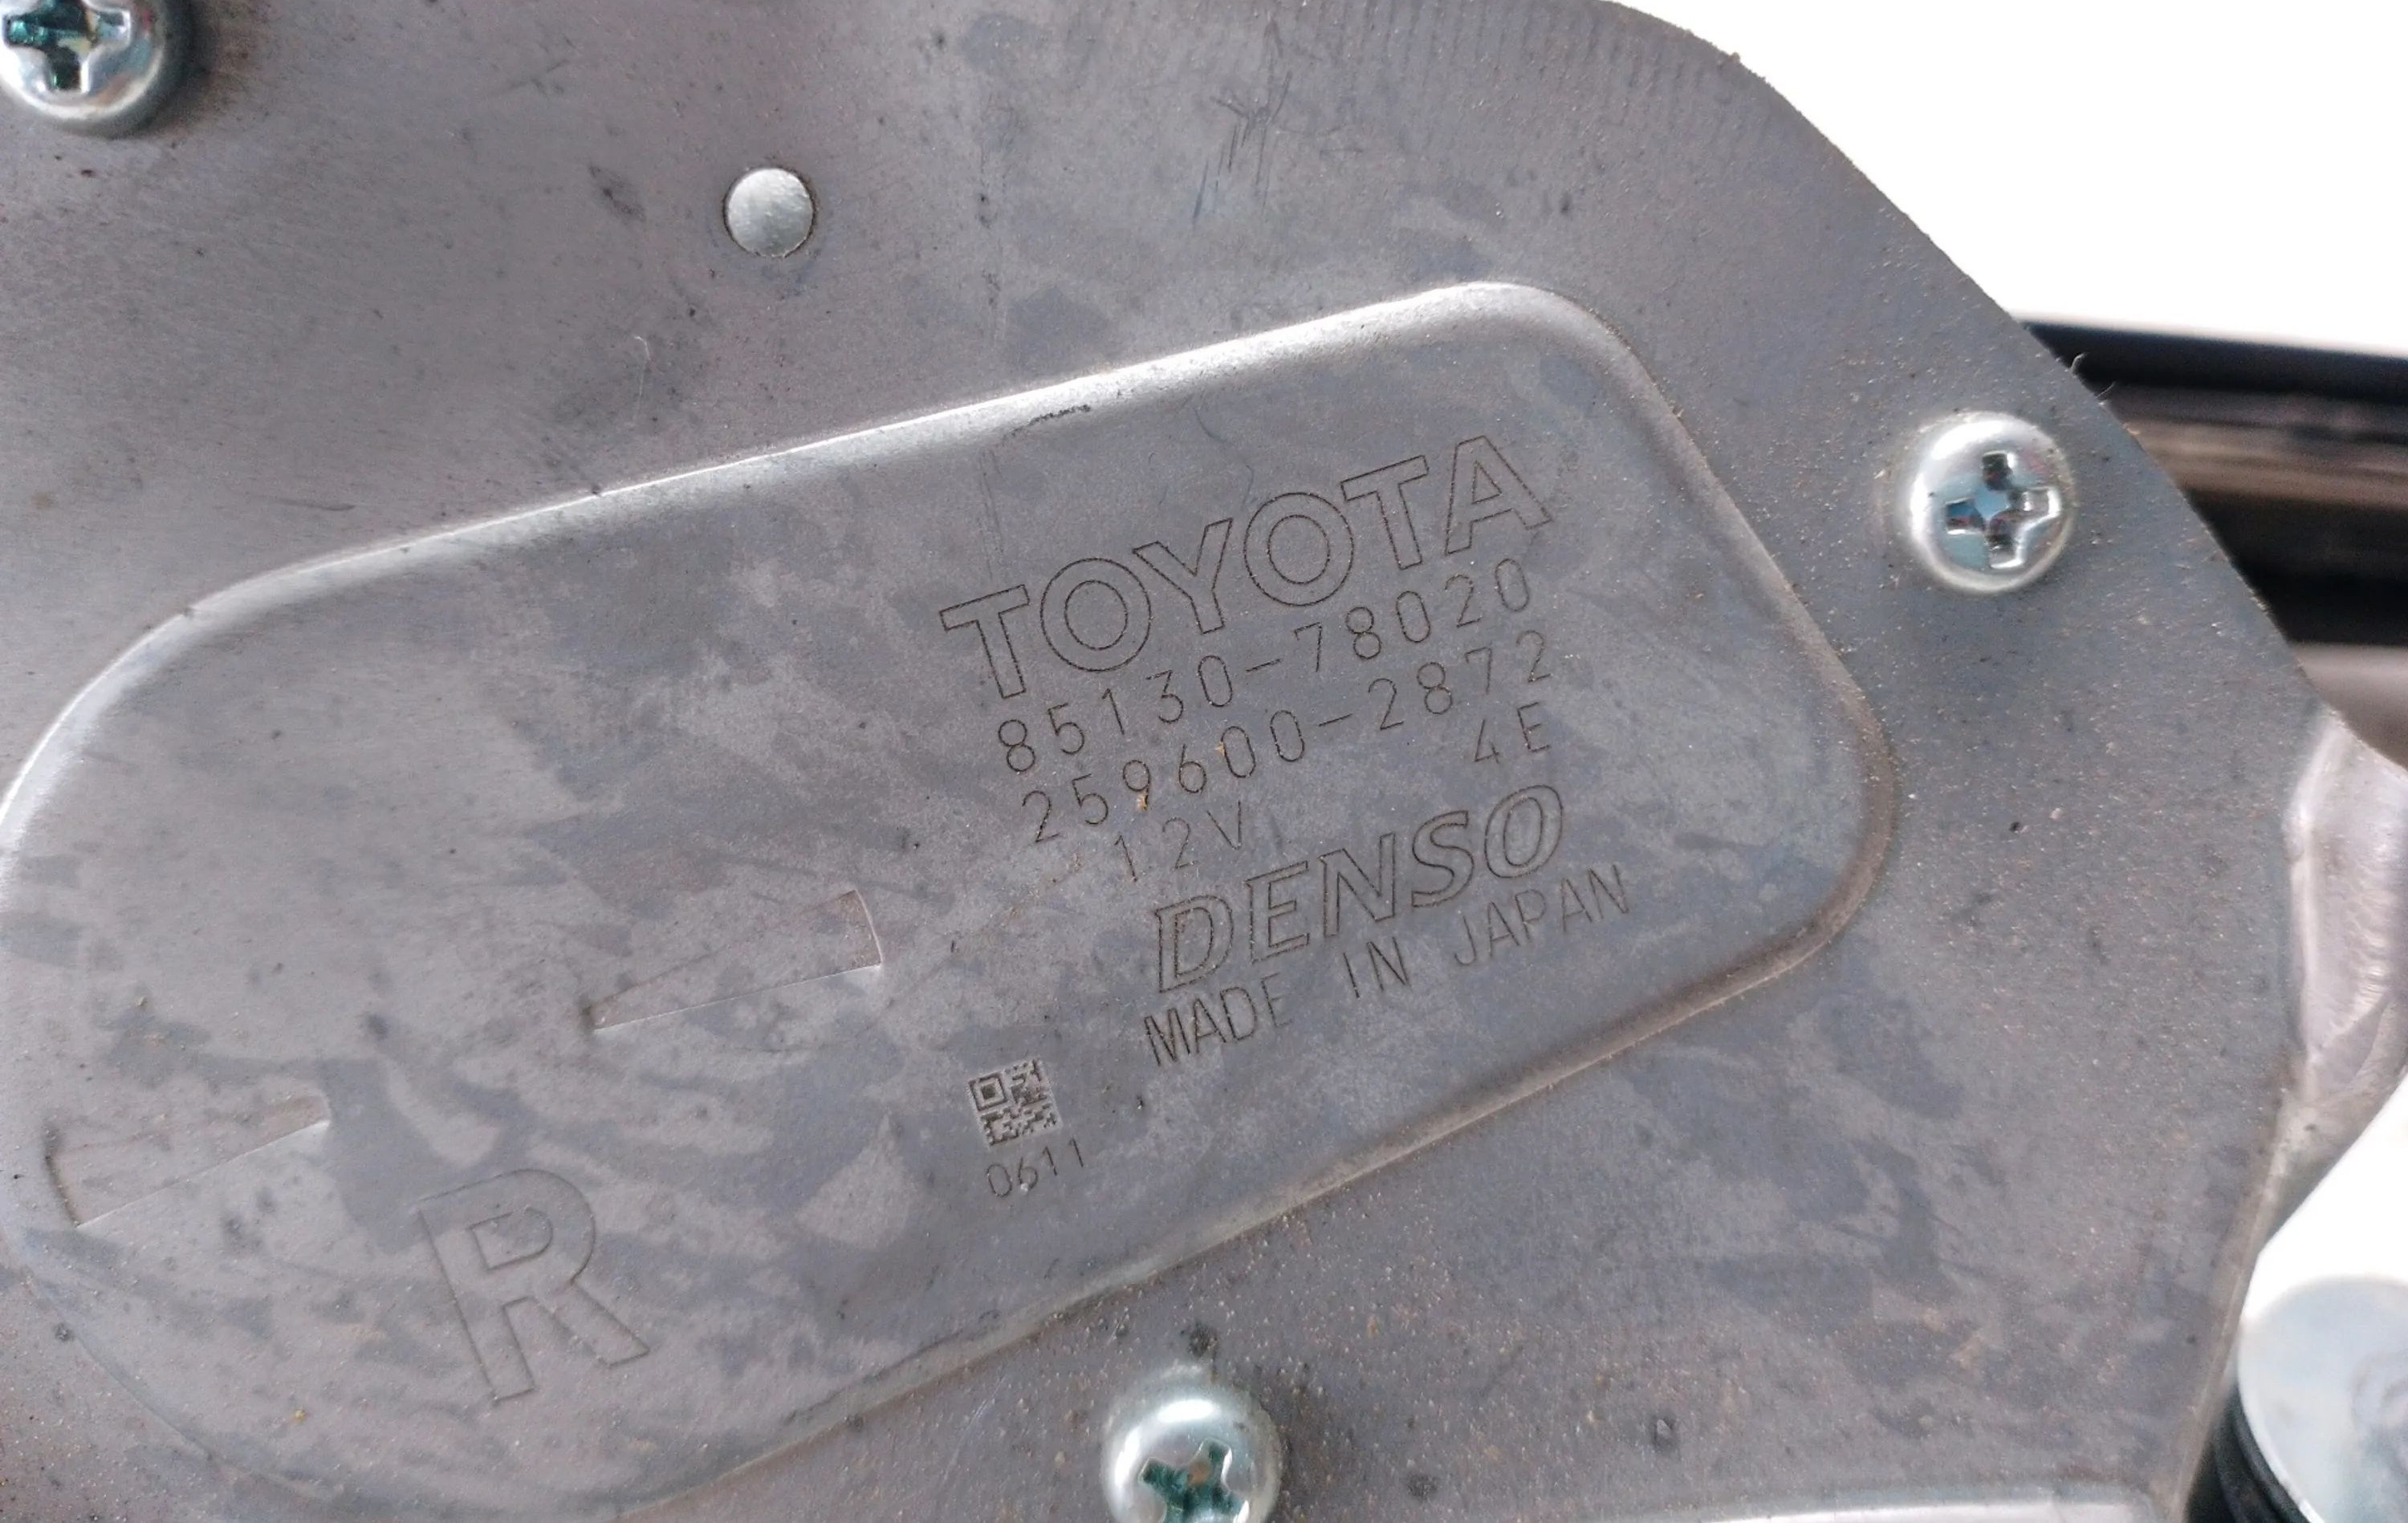 TOYOTA
85130-78020
259600-2872
12V 4E
DENSO
MADE IN JAPAN
0611
R